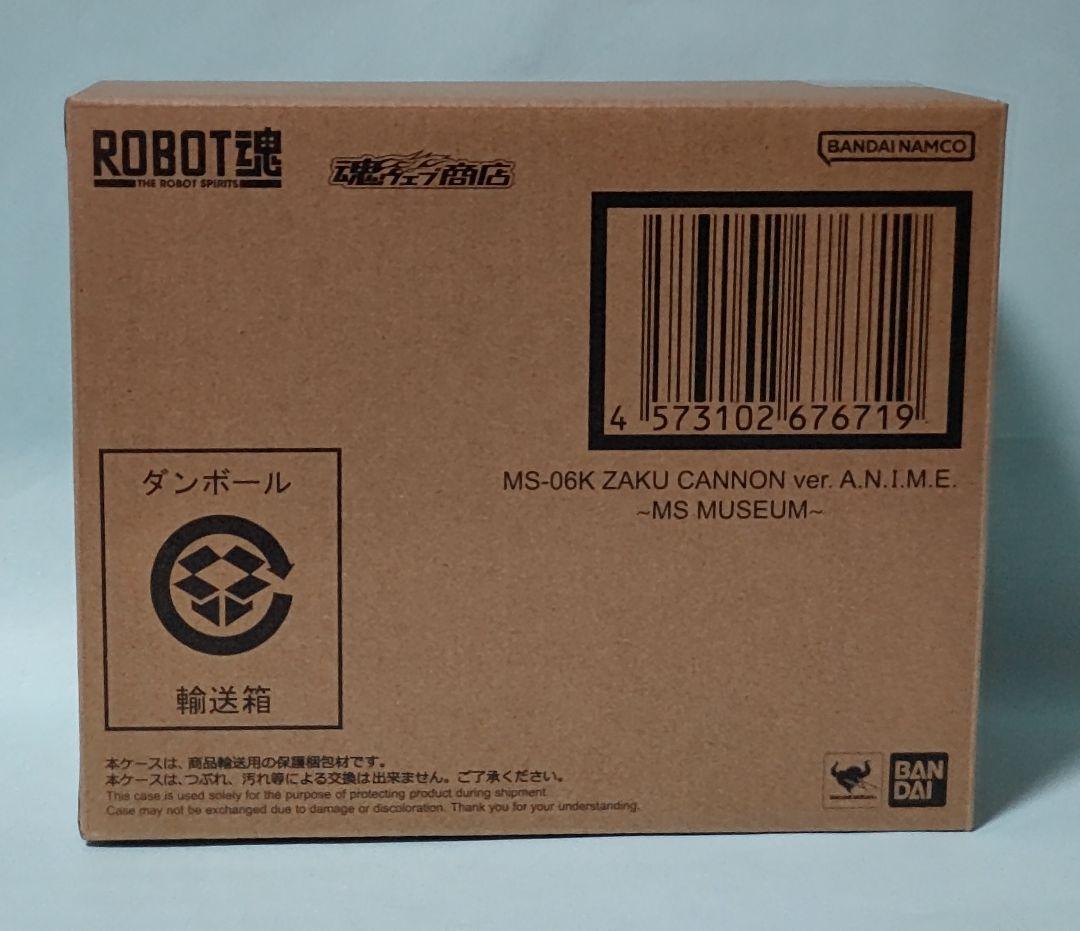 ROBOT魂
THE ROBOT SPIRITS
魂ウェブ商店
BANDAI NAMCO
4 573102 676719
MS-06K ZAKU CANNON ver. A.N.I.M.E.
~MS MUSEUM~
ダンボール
輸送箱
本ケースは、商品輸送用の保護梱包材です。
本ケースは、つぶれ、汚れ等による交換は出来ません。ご了承ください。
This case is used solely for the purpose of protecting product during shipment.
Case may not be exchanged due to damage or discoloration. Thank you for your understanding.
BAN
DAI